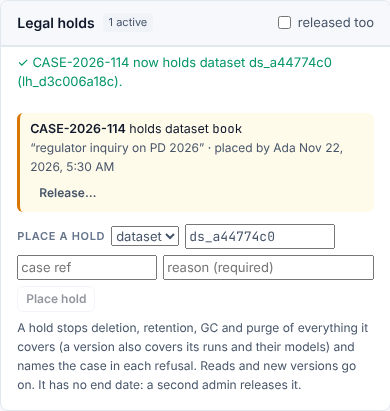 Legal holds 1 active released too
✓ CASE-2026-114 now holds dataset ds_a44774c0
(lh_d3c006a18c).
CASE-2026-114 holds dataset book
“regulator inquiry on PD 2026” · placed by Ada Nov 22,
2026, 5:30 AM
Release…
PLACE A HOLD dataset ds_a44774c0
case ref reason (required)
Place hold
A hold stops deletion, retention, GC and purge of everything it
covers (a version also covers its runs and their models) and
names the case in each refusal. Reads and new versions go
on. It has no end date: a second admin releases it.